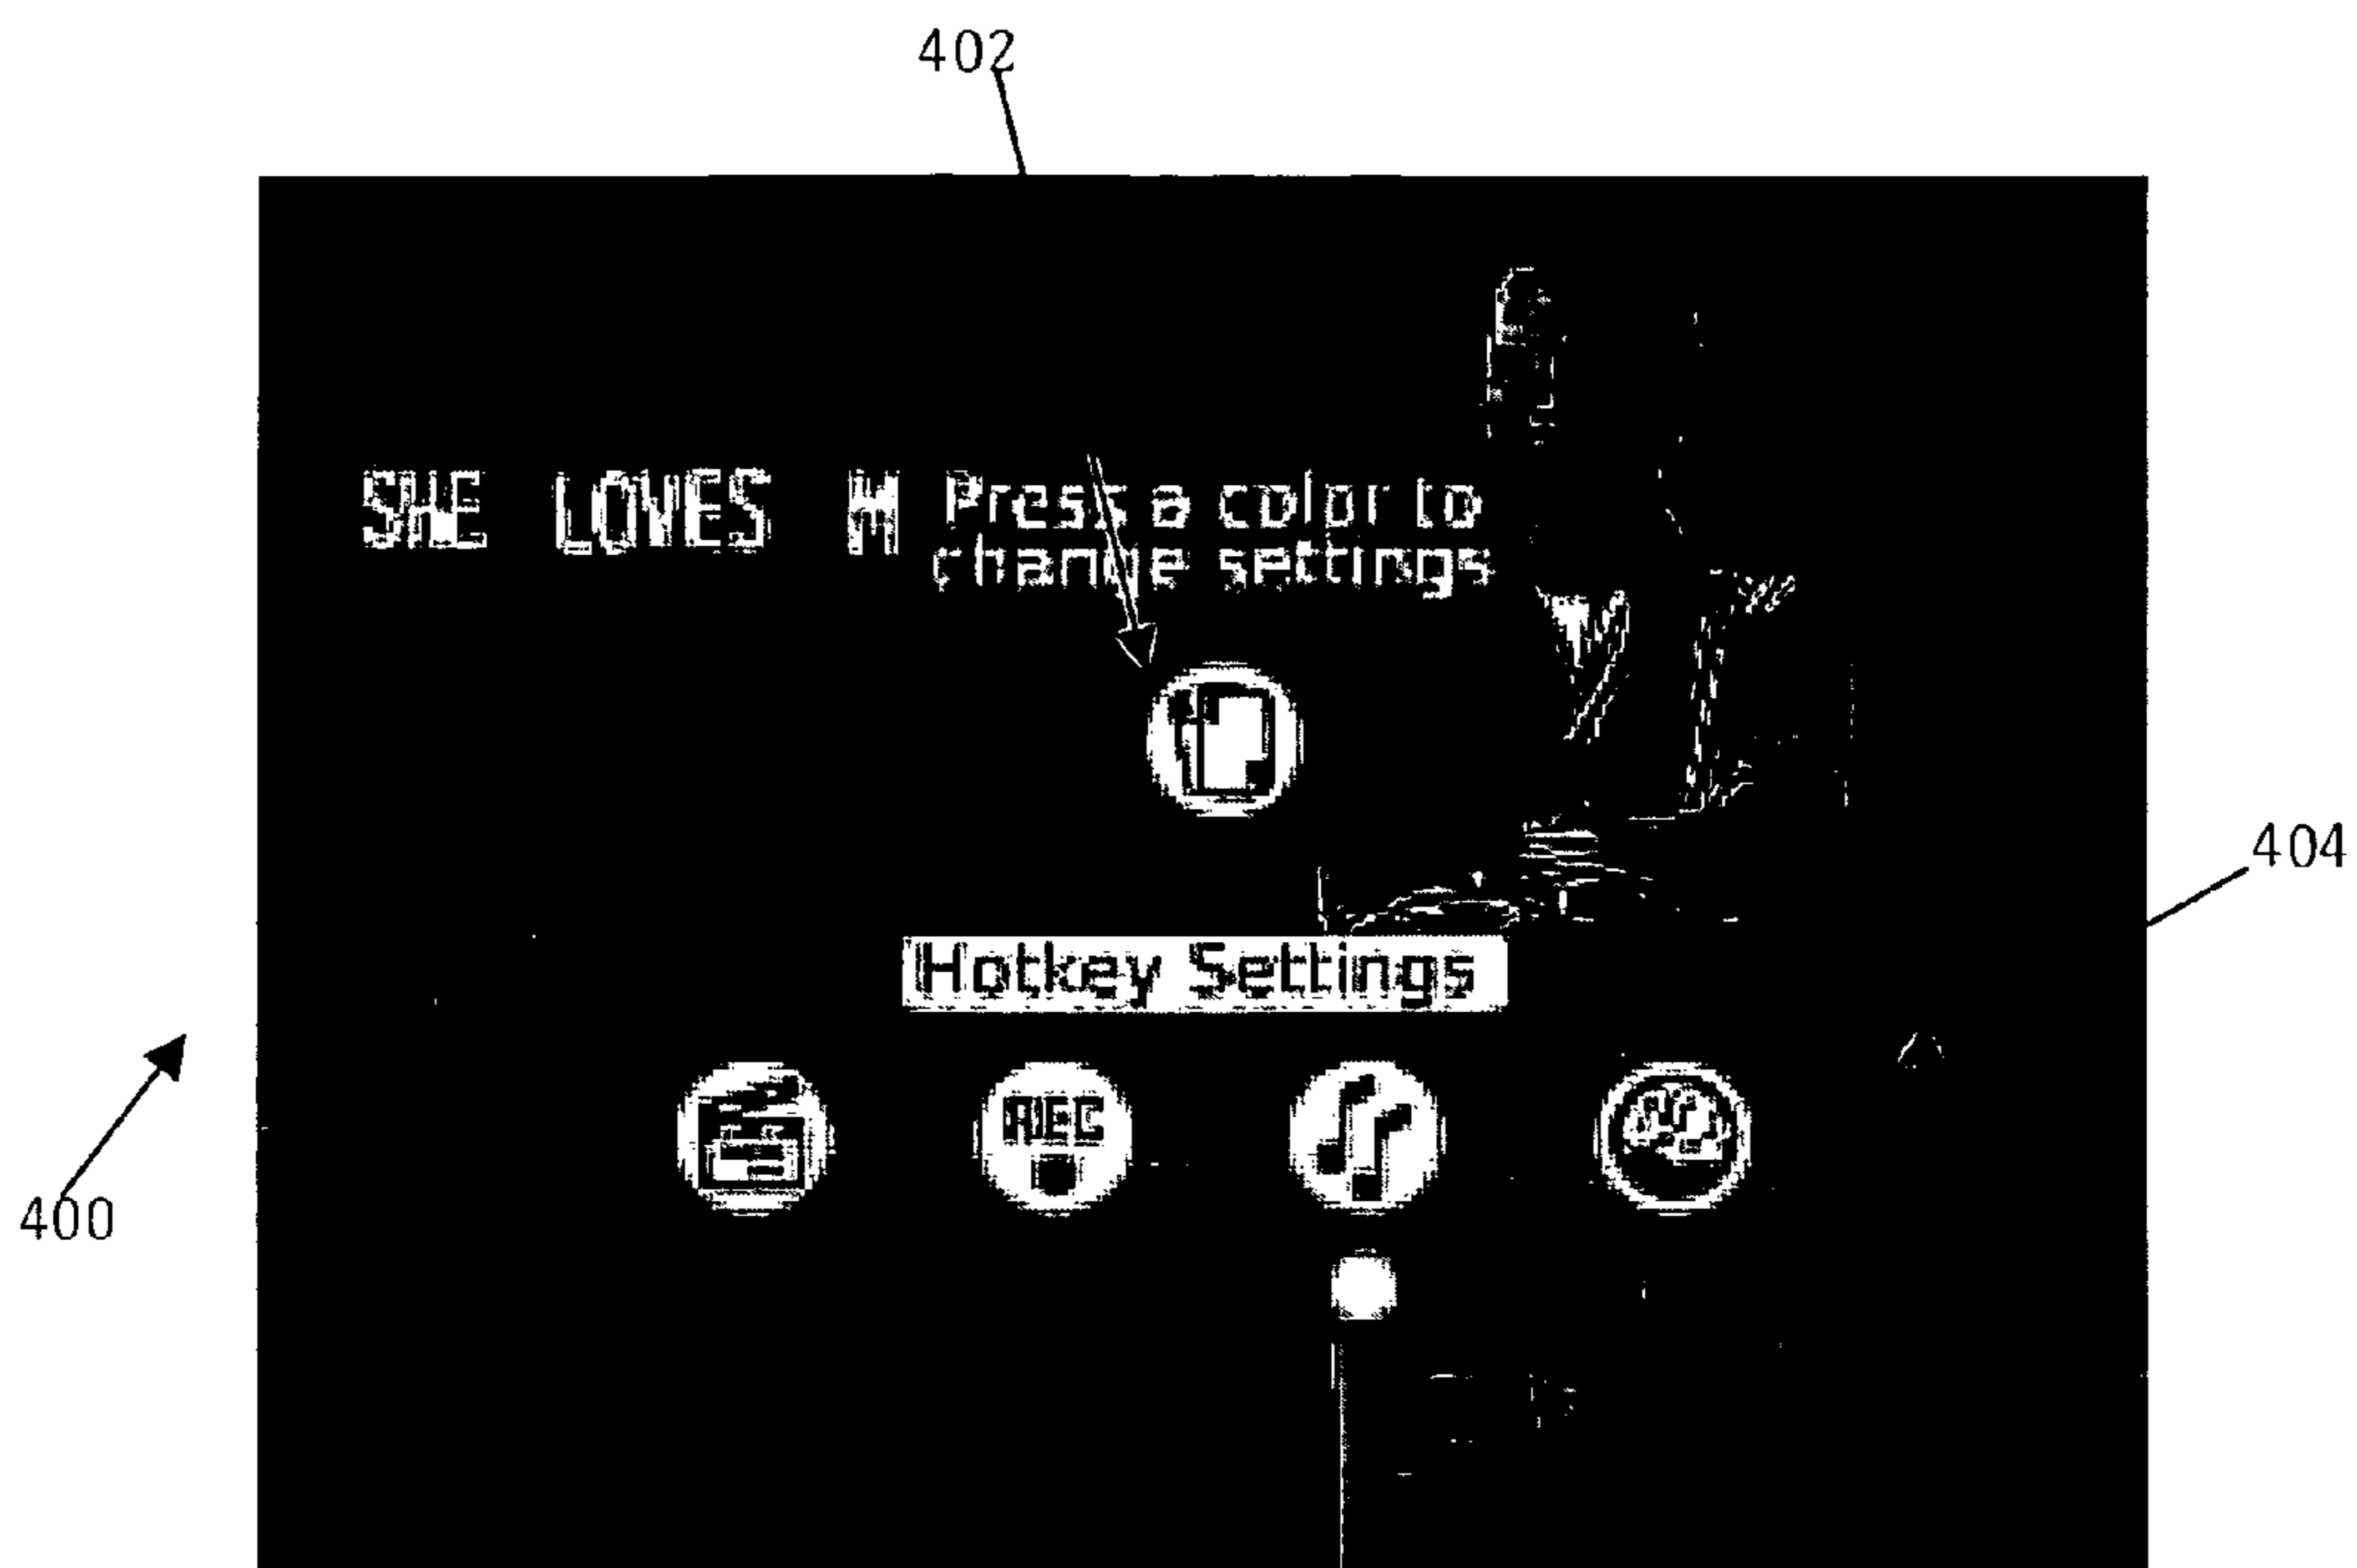 402
SHE LOVES M Press a color to
change settings
404
Hotkey Settings
REC
400